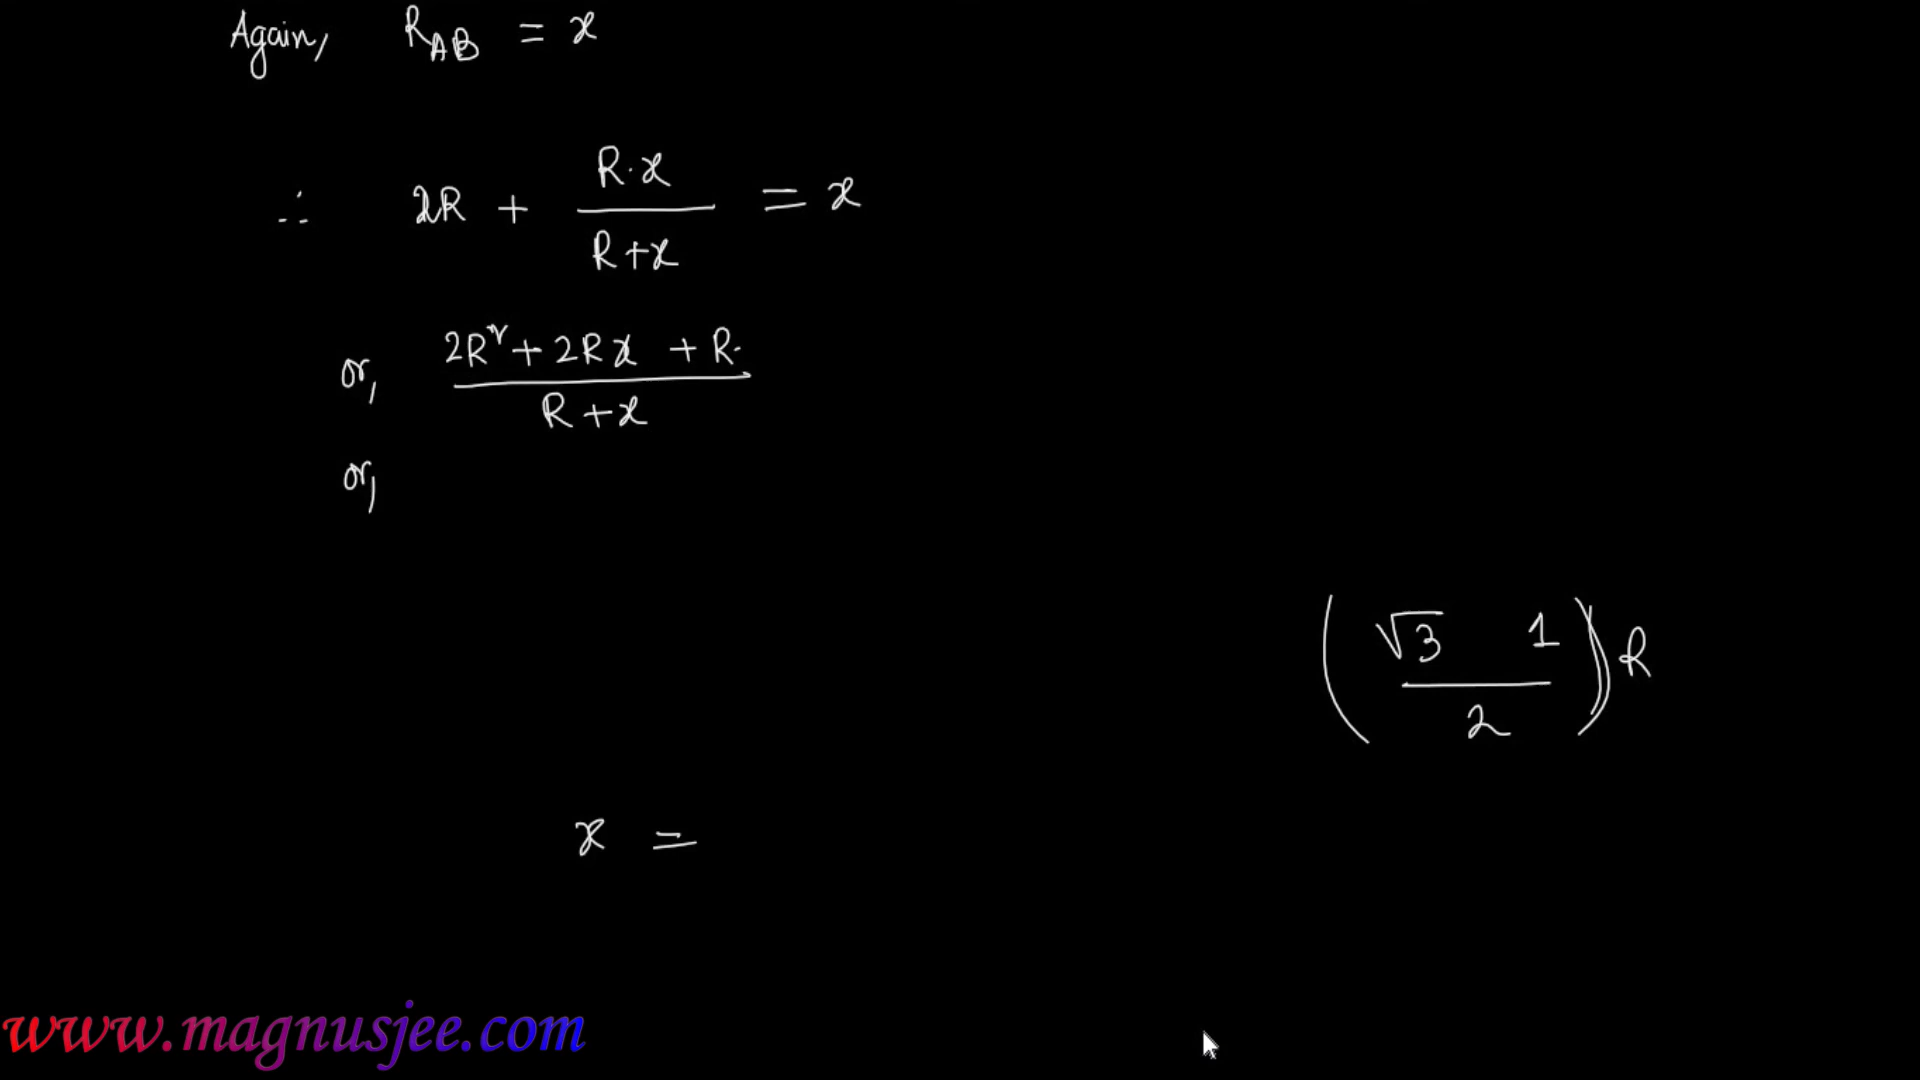 Again, R_AB = x
∴ 2R + (R·x)/(R+x) = x
or, (2R² + 2Rx + R·)/(R+x)
or,
(√3 1 / 2) R
x =
www.magnusjee.com